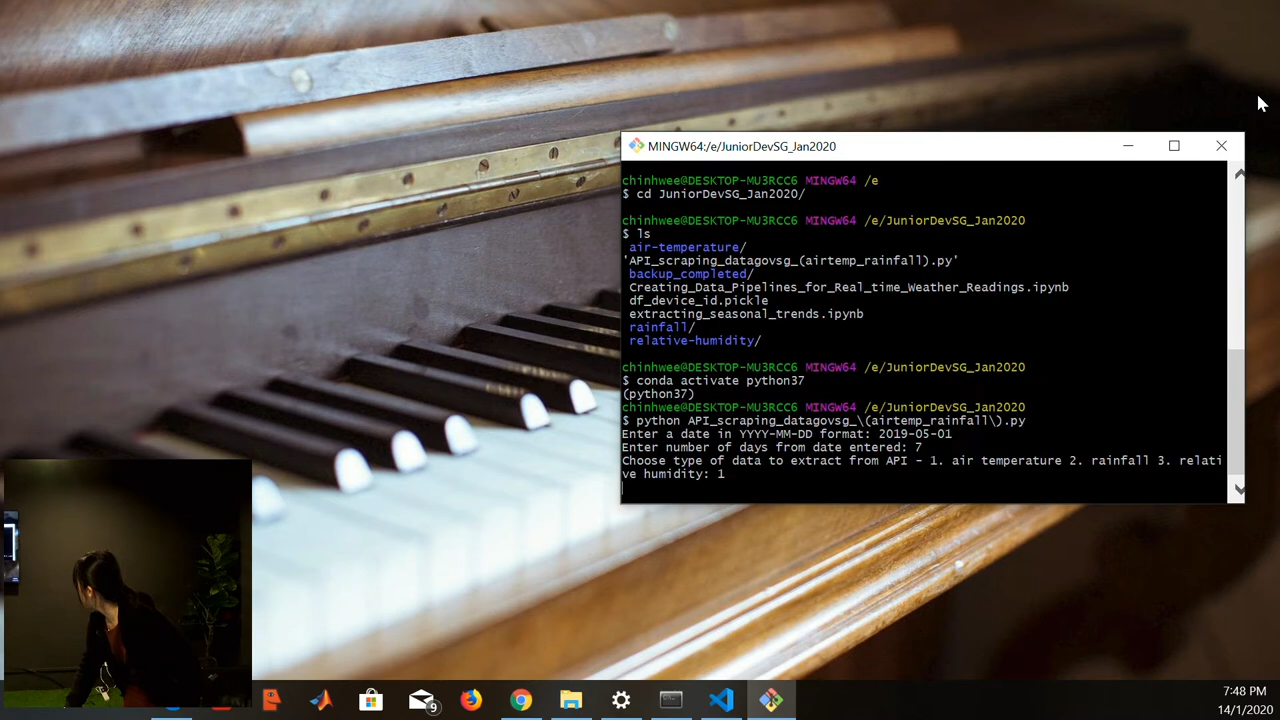 MINGW64:/e/JuniorDevSG_Jan2020
chinhwee@DESKTOP-MU3RCC6 MINGW64 /e
$ cd JuniorDevSG_Jan2020/
chinhwee@DESKTOP-MU3RCC6 MINGW64 /e/JuniorDevSG_Jan2020
$ ls
air-temperature/
'API_scraping_datagovsg_(airtemp_rainfall).py'
backup_completed/
Creating_Data_Pipelines_for_Real_time_Weather_Readings.ipynb
df_device_id.pickle
extracting_seasonal_trends.ipynb
rainfall/
relative-humidity/
chinhwee@DESKTOP-MU3RCC6 MINGW64 /e/JuniorDevSG_Jan2020
$ conda activate python37
(python37)
chinhwee@DESKTOP-MU3RCC6 MINGW64 /e/JuniorDevSG_Jan2020
$ python API_scraping_datagovsg_\(airtemp_rainfall\).py
Enter a date in YYYY-MM-DD format: 2019-05-01
Enter number of days from date entered: 7
Choose type of data to extract from API - 1. air temperature 2. rainfall 3. relati
ve humidity: 1
9
7:48 PM
14/1/2020